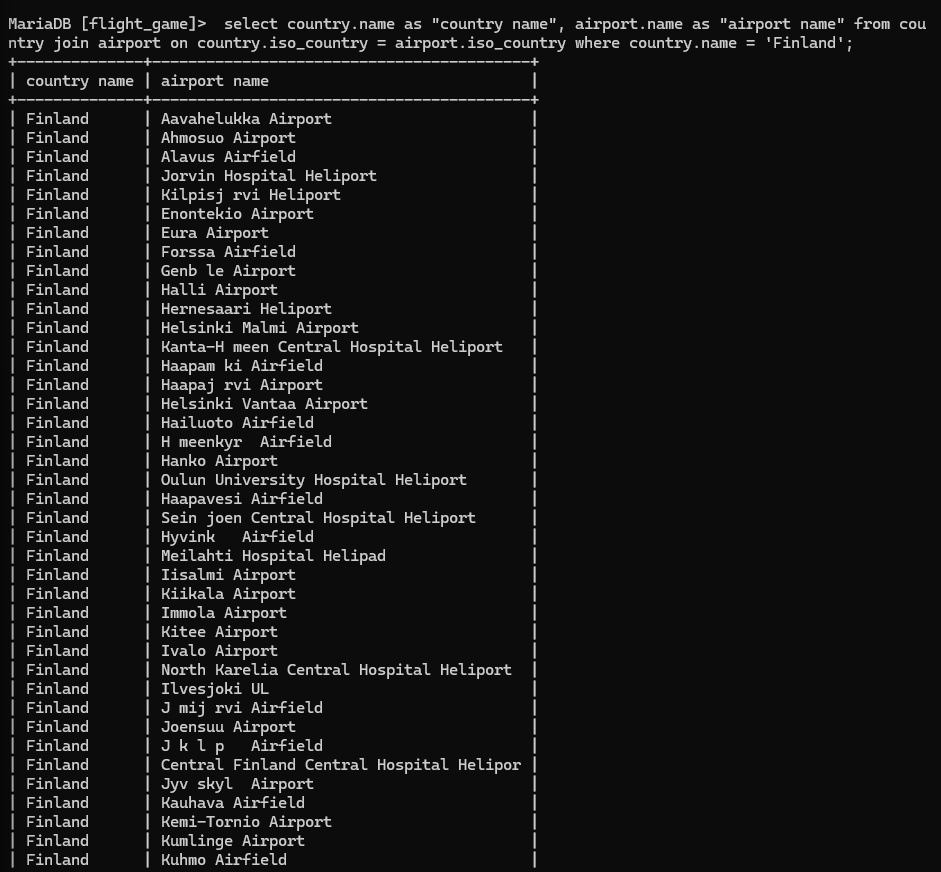 MariaDB [flight_game]>  select country.name as "country name", airport.name as "airport name" from cou
ntry join airport on country.iso_country = airport.iso_country where country.name = 'Finland';
+--------------+------------------------------------------+
| country name | airport name                             |
+--------------+------------------------------------------+
| Finland      | Aavahelukka Airport                      |
| Finland      | Ahmosuo Airport                          |
| Finland      | Alavus Airfield                          |
| Finland      | Jorvin Hospital Heliport                 |
| Finland      | Kilpisj rvi Heliport                     |
| Finland      | Enontekio Airport                        |
| Finland      | Eura Airport                             |
| Finland      | Forssa Airfield                          |
| Finland      | Genb le Airport                          |
| Finland      | Halli Airport                            |
| Finland      | Hernesaari Heliport                      |
| Finland      | Helsinki Malmi Airport                   |
| Finland      | Kanta-H meen Central Hospital Heliport   |
| Finland      | Haapam ki Airfield                       |
| Finland      | Haapaj rvi Airport                       |
| Finland      | Helsinki Vantaa Airport                  |
| Finland      | Hailuoto Airfield                        |
| Finland      | H meenkyr  Airfield                      |
| Finland      | Hanko Airport                            |
| Finland      | Oulun University Hospital Heliport       |
| Finland      | Haapavesi Airfield                       |
| Finland      | Sein joen Central Hospital Heliport      |
| Finland      | Hyvink   Airfield                        |
| Finland      | Meilahti Hospital Helipad                |
| Finland      | Iisalmi Airport                          |
| Finland      | Kiikala Airport                          |
| Finland      | Immola Airport                           |
| Finland      | Kitee Airport                            |
| Finland      | Ivalo Airport                            |
| Finland      | North Karelia Central Hospital Heliport  |
| Finland      | Ilvesjoki UL                             |
| Finland      | J mij rvi Airfield                       |
| Finland      | Joensuu Airport                          |
| Finland      | J k l p   Airfield                       |
| Finland      | Central Finland Central Hospital Helipor |
| Finland      | Jyv skyl  Airport                        |
| Finland      | Kauhava Airfield                         |
| Finland      | Kemi-Tornio Airport                      |
| Finland      | Kumlinge Airport                         |
| Finland      | Kuhmo Airfield                           |